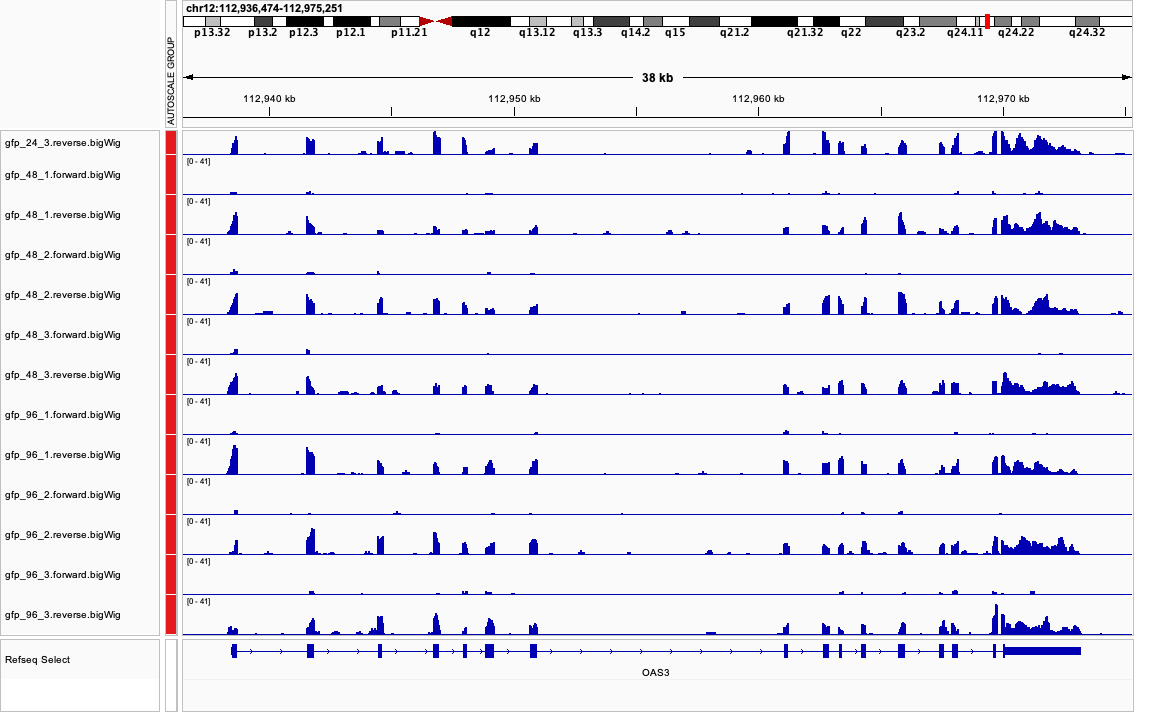 chr12:112,936,474-112,975,251
p13.32 p13.2 p12.3 p12.1 p11.21 q12 q13.12 q13.3 q14.2 q15 q21.2 q21.32 q22 q23.2 q24.11 q24.22 q24.32
AUTOSCALE GROUP
38 kb
112,940 kb 112,950 kb 112,960 kb 112,970 kb
gfp_24_3.reverse.bigWig
[0 - 41]
gfp_48_1.forward.bigWig
[0 - 41]
gfp_48_1.reverse.bigWig
[0 - 41]
gfp_48_2.forward.bigWig
[0 - 41]
gfp_48_2.reverse.bigWig
[0 - 41]
gfp_48_3.forward.bigWig
[0 - 41]
gfp_48_3.reverse.bigWig
[0 - 41]
gfp_96_1.forward.bigWig
[0 - 41]
gfp_96_1.reverse.bigWig
[0 - 41]
gfp_96_2.forward.bigWig
[0 - 41]
gfp_96_2.reverse.bigWig
[0 - 41]
gfp_96_3.forward.bigWig
[0 - 41]
gfp_96_3.reverse.bigWig
Refseq Select
OAS3